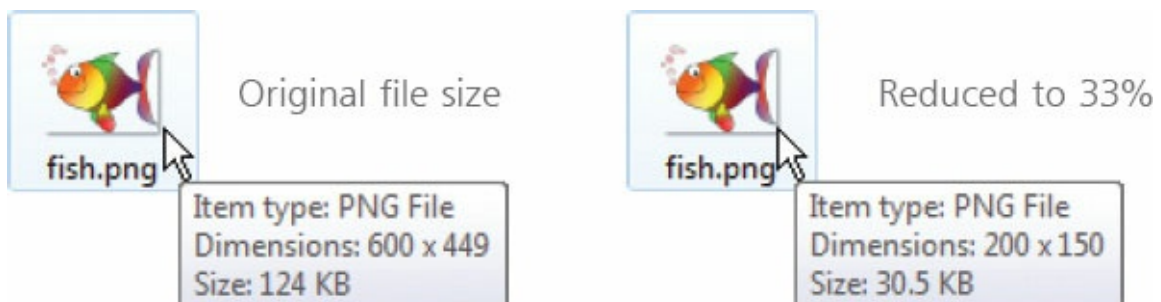 Original file size
fish.png
Item type: PNG File
Dimensions: 600 x 449
Size: 124 KB
Reduced to 33%
fish.png
Item type: PNG File
Dimensions: 200 x 150
Size: 30.5 KB